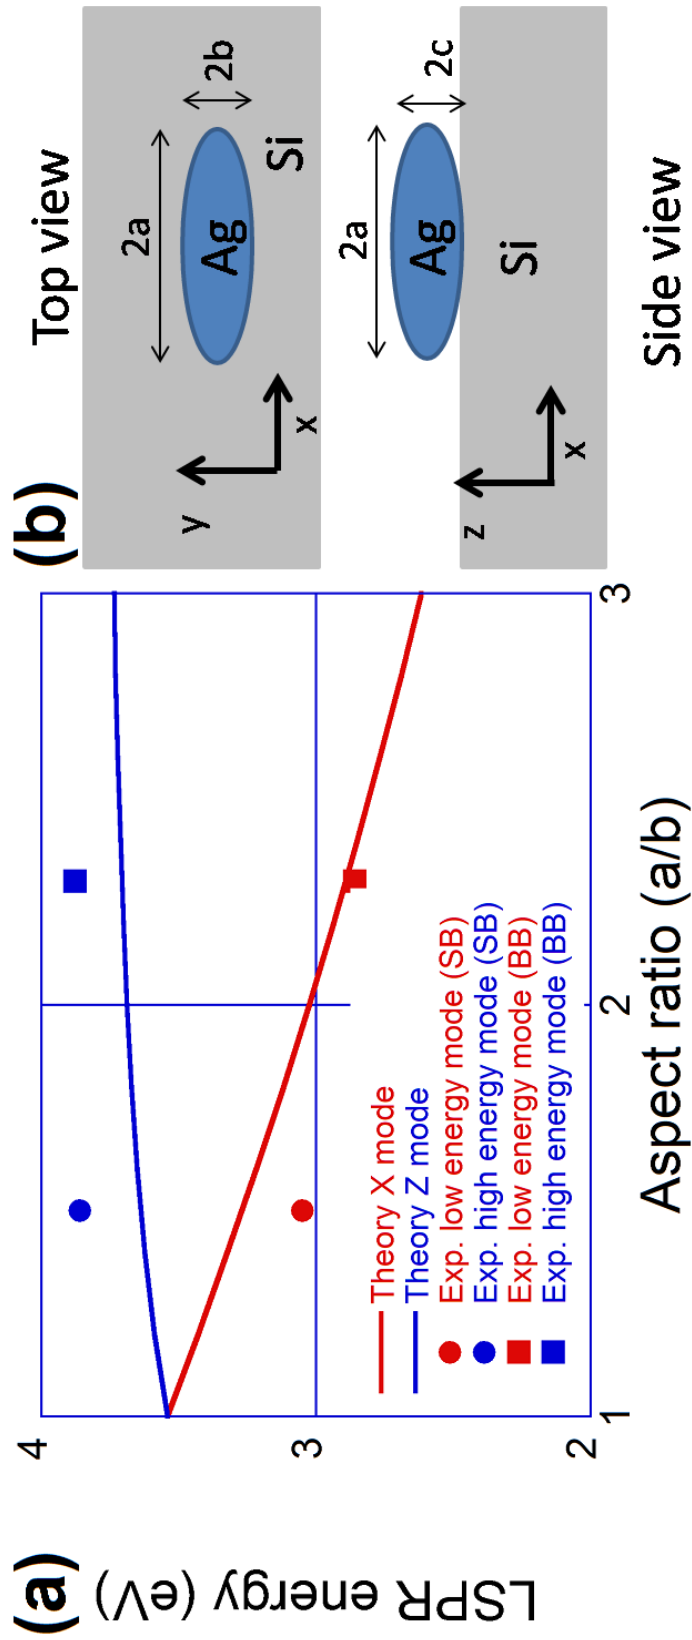 (a)
LSPR energy (eV)
4
3
2
1
2
3
Aspect ratio (a/b)
Theory X mode
Theory Z mode
Exp. low energy mode (SB)
Exp. high energy mode (SB)
Exp. low energy mode (BB)
Exp. high energy mode (BB)
(b)
Top view
2a
2b
Ag
Si
y
x
2a
2c
Ag
Si
z
x
Side view